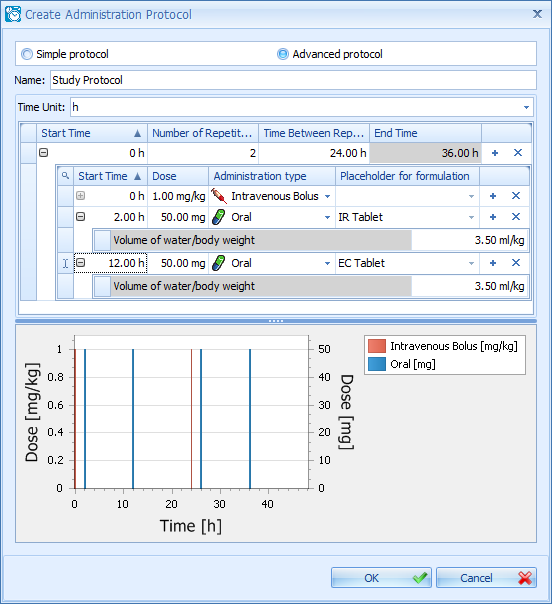 Create Administration Protocol
Simple protocol Advanced protocol
Name: Study Protocol
Time Unit: h
Start Time Number of Repetit... Time Between Rep... End Time
0 h 2 24.00 h 36.00 h
Start Time Dose Administration type Placeholder for formulation
0 h 1.00 mg/kg Intravenous Bolus
2.00 h 50.00 mg Oral IR Tablet
Volume of water/body weight 3.50 ml/kg
12.00 h 50.00 mg Oral EC Tablet
Volume of water/body weight 3.50 ml/kg
Dose [mg/kg]
1
0.8
0.6
0.4
0.2
0
0 20 40
Time [h]
50
40
30
20
10
0
Dose [mg]
Intravenous Bolus [mg/kg]
Oral [mg]
OK Cancel